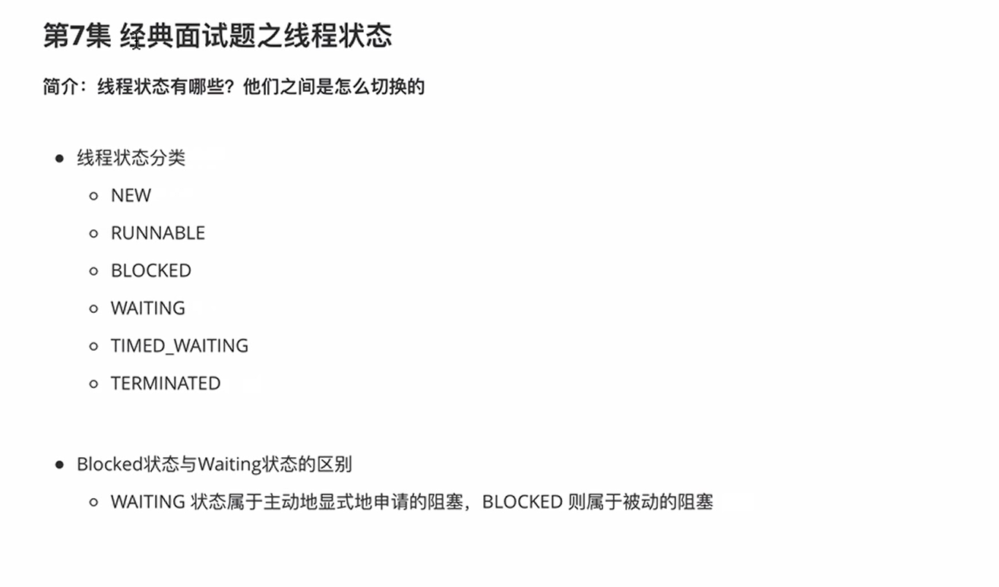 第7集 经典面试题之线程状态
简介：线程状态有哪些？他们之间是怎么切换的
线程状态分类
NEW
RUNNABLE
BLOCKED
WAITING
TIMED_WAITING
TERMINATED
Blocked状态与Waiting状态的区别
WAITING 状态属于主动地显式地申请的阻塞，BLOCKED 则属于被动的阻塞